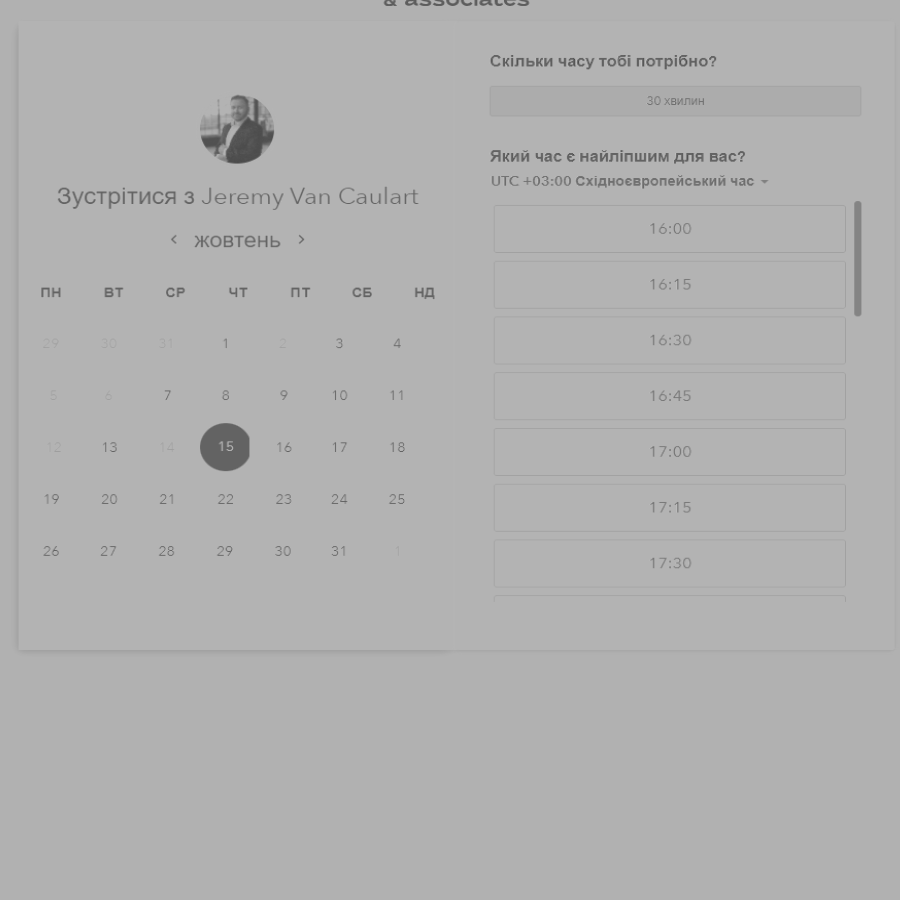 & associates
Зустрітися з Jeremy Van Caulart
жовтень
ПН ВТ СР ЧТ ПТ СБ НД
29 30 31 1 2 3 4
5 6 7 8 9 10 11
12 13 14 15 16 17 18
19 20 21 22 23 24 25
26 27 28 29 30 31 1
Скільки часу тобі потрібно?
30 хвилин
Який час є найліпшим для вас?
UTC +03:00 Східноєвропейський час
16:00
16:15
16:30
16:45
17:00
17:15
17:30